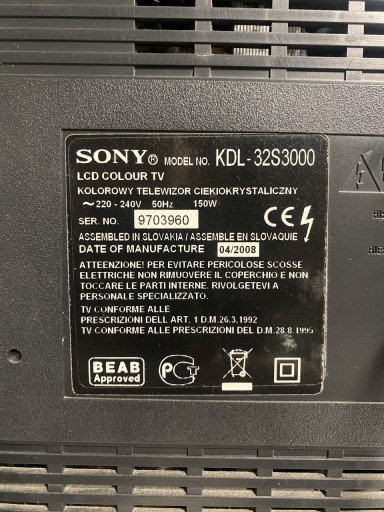 SONY® MODEL NO. KDL-32S3000
LCD COLOUR TV
KOLOROWY TELEWIZOR CIEKIOKRYSTALICZNY
~220 - 240V 50Hz 150W
SER. NO. 9703960
ASSEMBLED IN SLOVAKIA / ASSEMBLE EN SLOVAQUIE
DATE OF MANUFACTURE 04/2008
ATTEENZIONE! PER EVITARE PERICOLOSE SCOSSE
ELETTRICHE NON RIMUOVERE IL COPERCHIO E NON
TOCCARE LE PARTI INTERNE. RIVOLGETEVI A
PERSONALE SPECIALIZZATO.
TV CONFORME ALLE
PRESCRIZIONI DELL ART. 1 D.M.26.3.1992
TV CONFORME ALLE PRESCRIZIONI DEL D.M.28.8.1995
BEAB
Approved